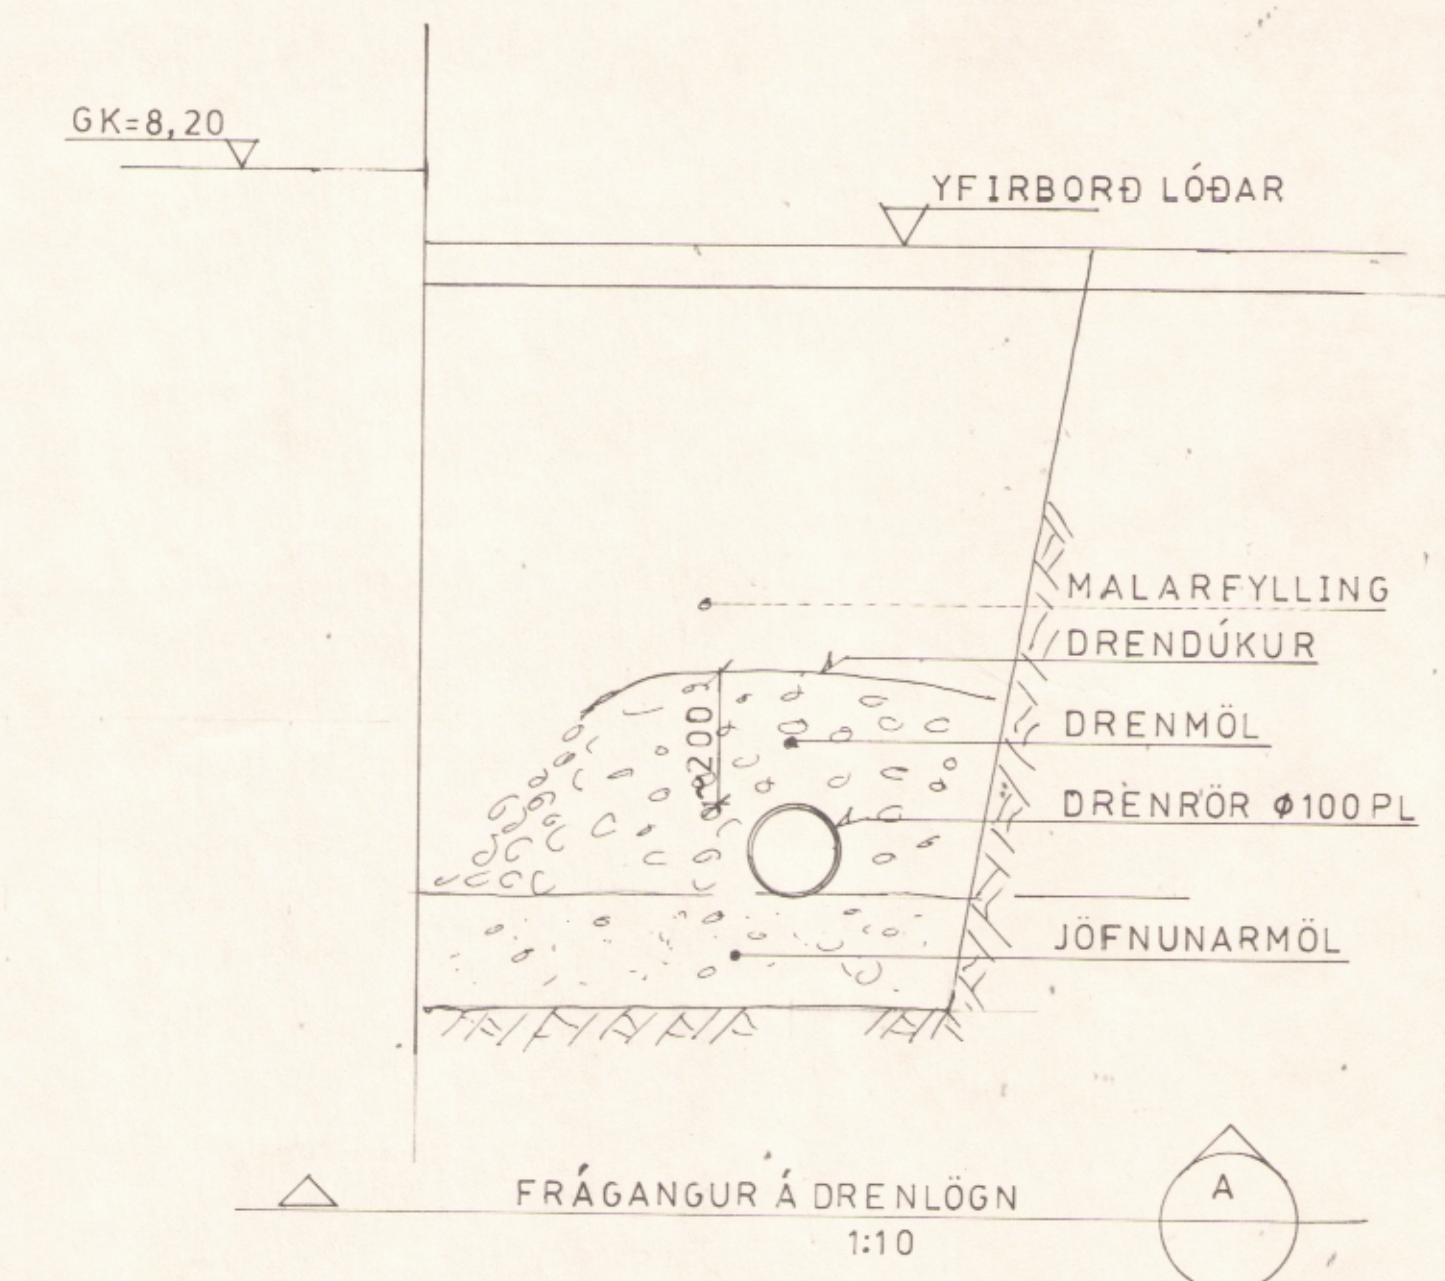 GK=8,20
YFIRBORÐ LÓÐAR
MALARFYLLING
DRENDÚKUR
200
DRENMÖL
DRENRÖR ø100PL
JÖFNUNARMÖL
FRÁGANGUR Á DRENLÖGN
1:10
A